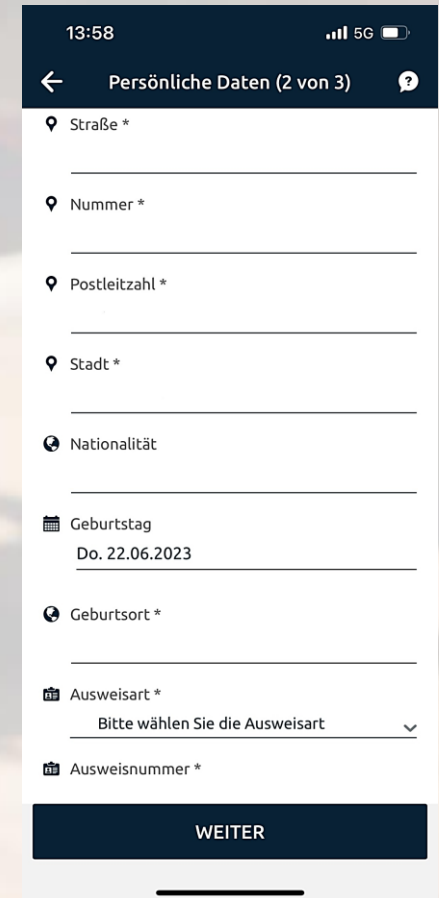 13:58 5G
Persönliche Daten (2 von 3) ?
Straße *
Nummer *
Postleitzahl *
Stadt *
Nationalität
Geburtstag
Do. 22.06.2023
Geburtsort *
Ausweisart *
Bitte wählen Sie die Ausweisart
Ausweisnummer *
WEITER